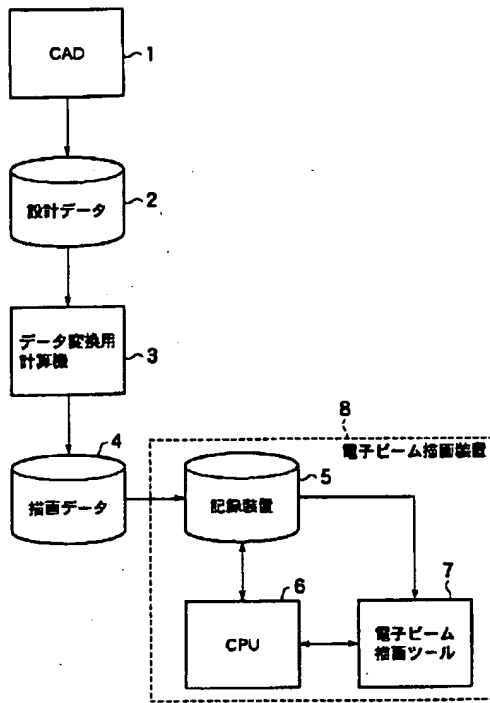 CAD
1
設計データ
2
データ変換用
計算機
3
4
描画データ
8
電子ビーム描画装置
記録装置
5
6
CPU
7
電子ビーム
描画ツール